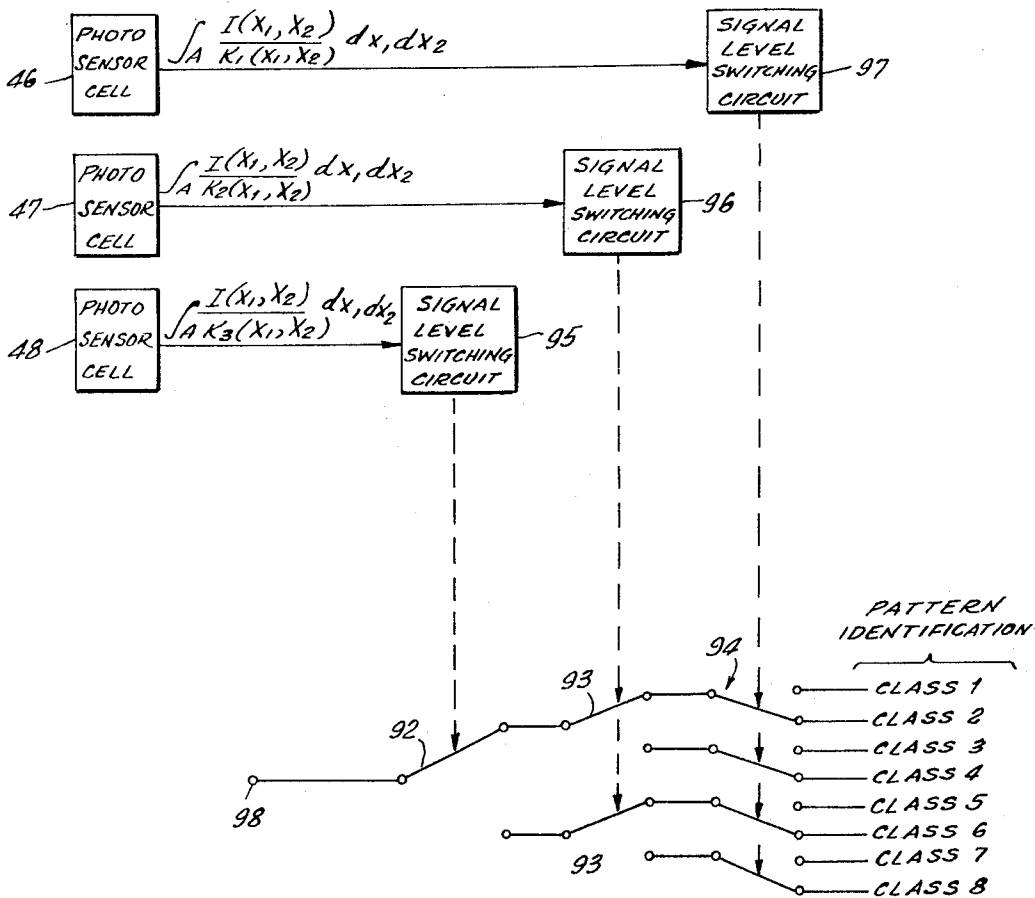 PHOTO
SENSOR
CELL
46
∫A I(X1, X2) / K1(X1, X2) dx1 dx2
SIGNAL
LEVEL
SWITCHING
CIRCUIT
97
PHOTO
SENSOR
CELL
47
∫A I(X1, X2) / K2(X1, X2) dx1 dx2
SIGNAL
LEVEL
SWITCHING
CIRCUIT
96
PHOTO
SENSOR
CELL
48
∫A I(X1, X2) / K3(X1, X2) dx1 dx2
SIGNAL
LEVEL
SWITCHING
CIRCUIT
95
PATTERN
IDENTIFICATION
98
92
93
94
93
CLASS 1
CLASS 2
CLASS 3
CLASS 4
CLASS 5
CLASS 6
CLASS 7
CLASS 8